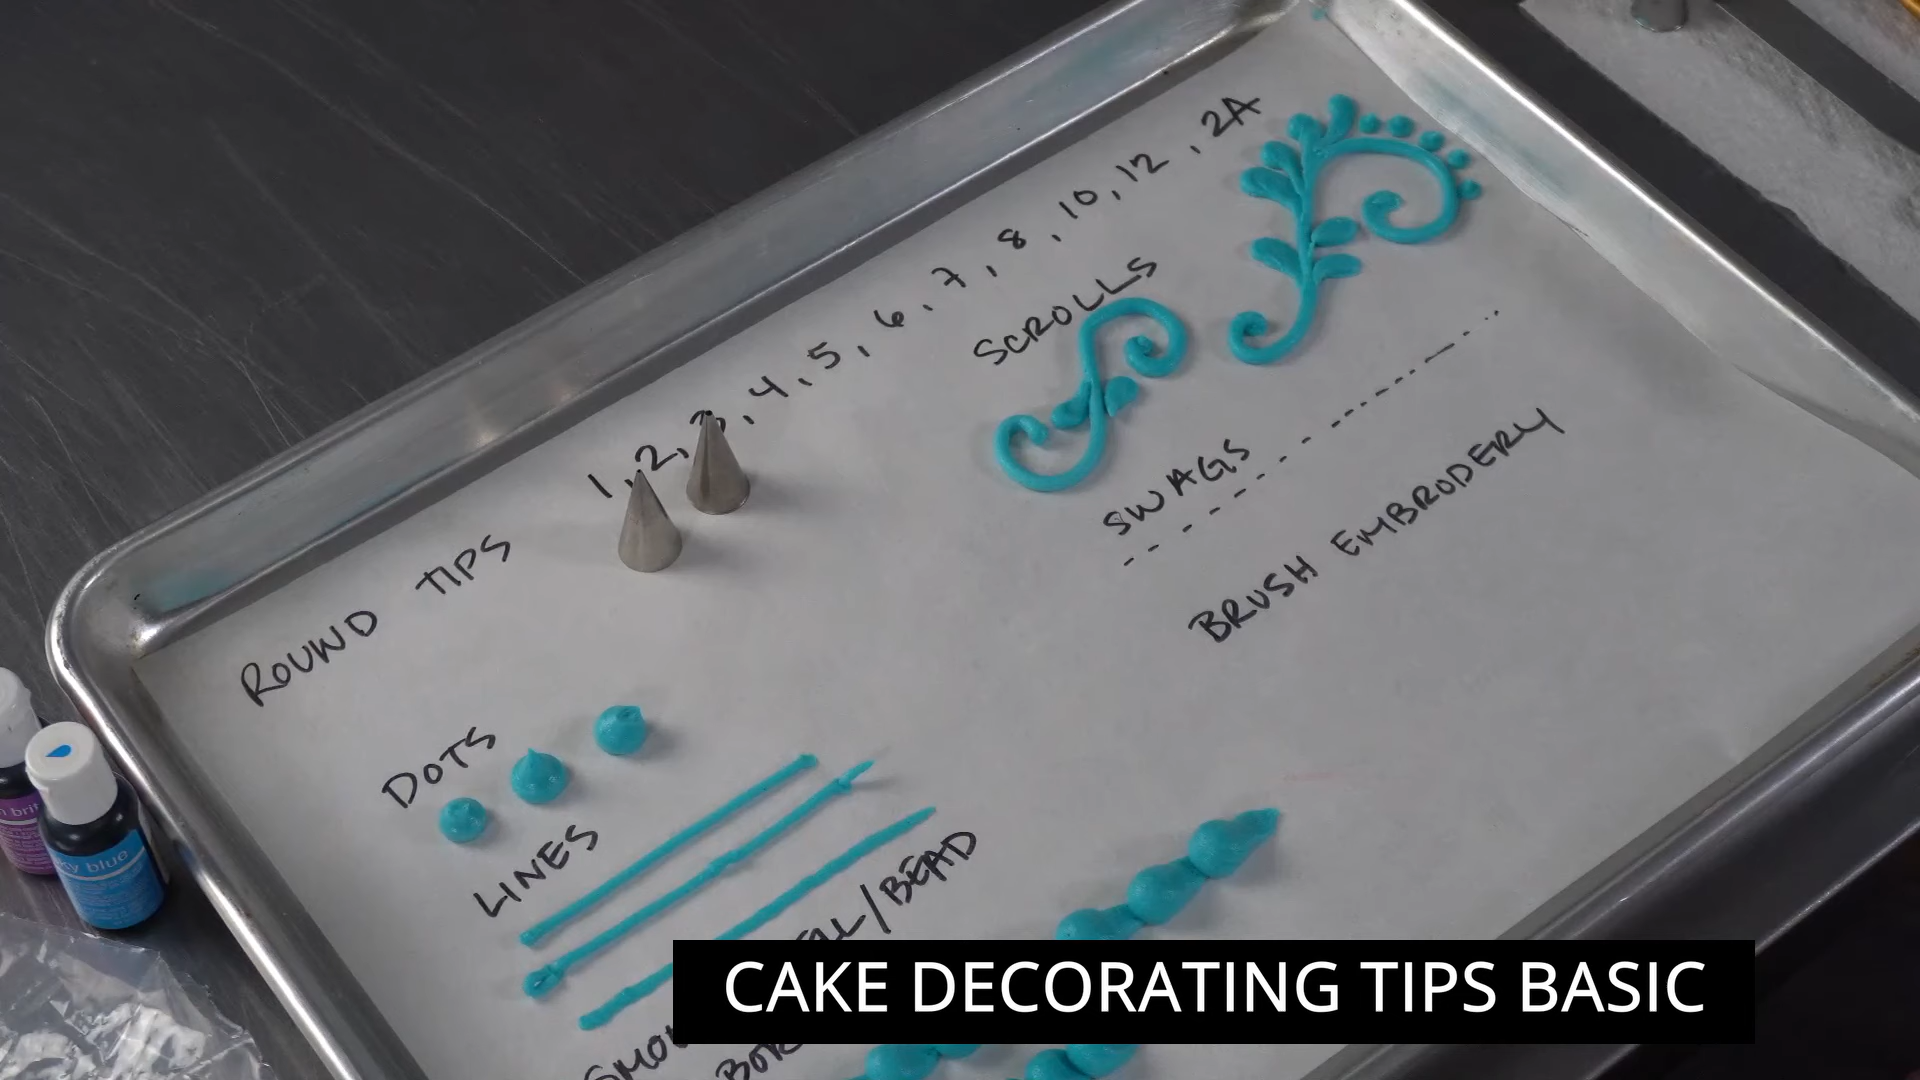 1, 2, 3, 4, 5, 6, 7, 8, 10, 12, 2A
ROUND TIPS
SCROLLS
SWAGS
BRUSH EMBRODERY
DOTS
LINES
/BEAD
CAKE DECORATING TIPS BASIC